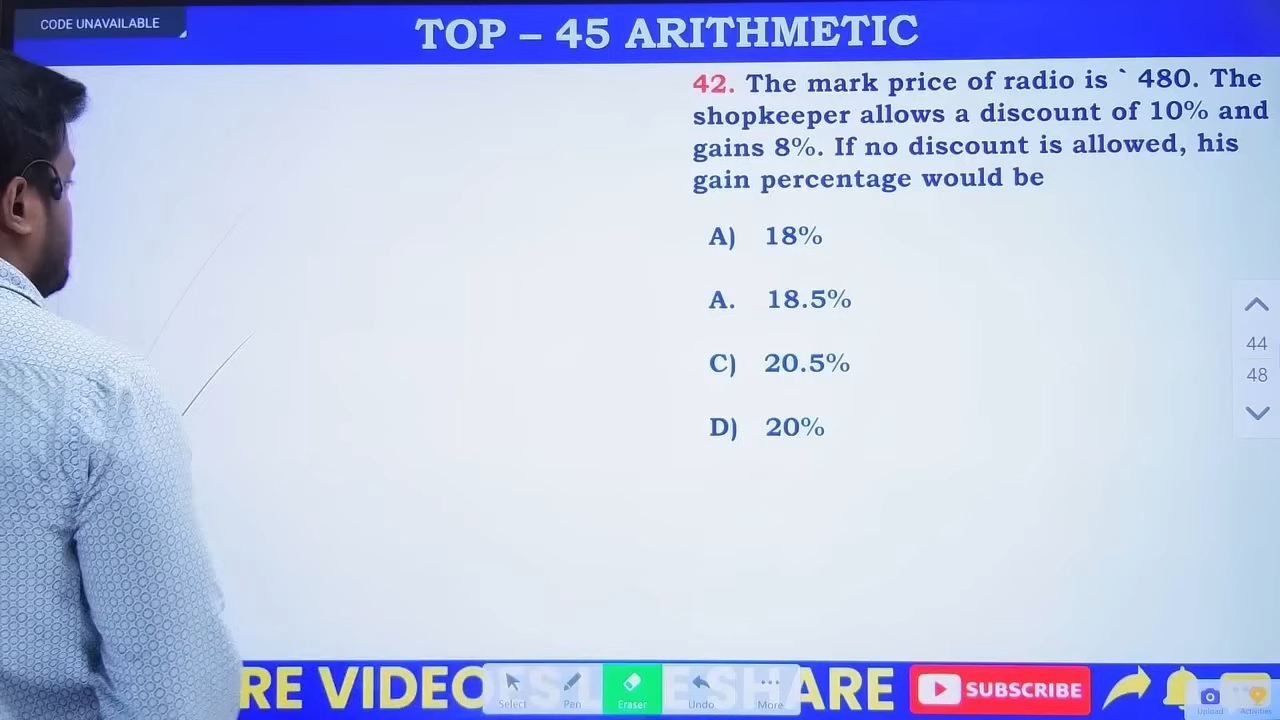 CODE UNAVAILABLE
TOP – 45 ARITHMETIC
42. The mark price of radio is ` 480. The
shopkeeper allows a discount of 10% and
gains 8%. If no discount is allowed, his
gain percentage would be
A) 18%
A. 18.5%
C) 20.5%
D) 20%
44
48
RE VIDEO
ARE
SUBSCRIBE
Select
Pen
Eraser
Undo
More
Upload
Activities